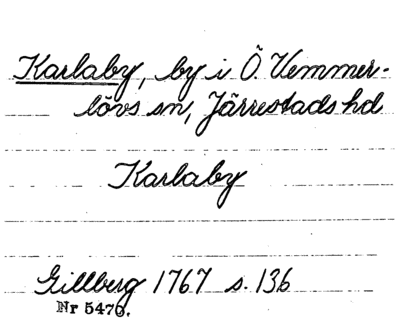 Karlaby, by i Ö. Vemmer-
lövs sn, Järrestads hd
Karlaby
Gillberg 1767 s. 136
Nr 5470.